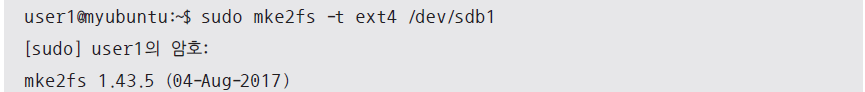 user1@myubuntu:~$ sudo mke2fs -t ext4 /dev/sdb1
[sudo] user1의 암호:
mke2fs 1.43.5 (04-Aug-2017)